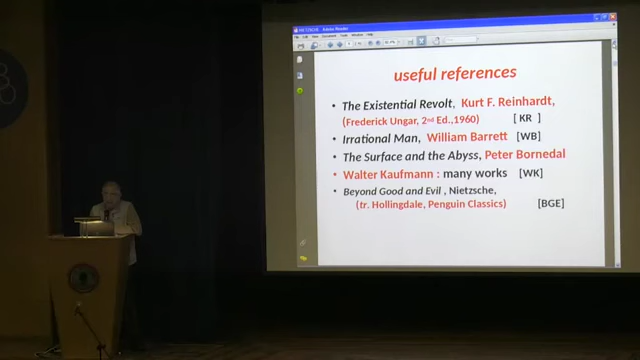 useful references
• The Existential Revolt, Kurt F. Reinhardt,
(Frederick Ungar, 2nd Ed.,1960) [ KR ]
• Irrational Man, William Barrett [WB]
• The Surface and the Abyss, Peter Bornedal
• Walter Kaufmann : many works [WK]
• Beyond Good and Evil , Nietzsche,
(tr. Hollingdale, Penguin Classics) [BGE]